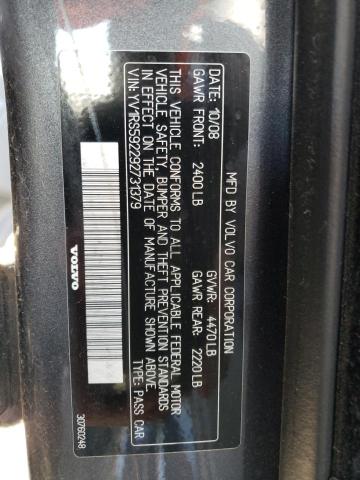 MFD BY VOLVO CAR CORPORATION
10/08 GVWR: 4470 LB
GAWR FRONT: 2400 LB GAWR REAR: 2220 LB
THIS VEHICLE CONFORMS TO ALL APPLICABLE FEDERAL MOTOR
VEHICLE SAFETY, BUMPER AND THEFT PREVENTION STANDARDS
IN EFFECT ON THE DATE OF MANUFACTURE SHOWN ABOVE
VIN: YV1RS592292731379 TYPE: PASS CAR
VOLVO
30760248